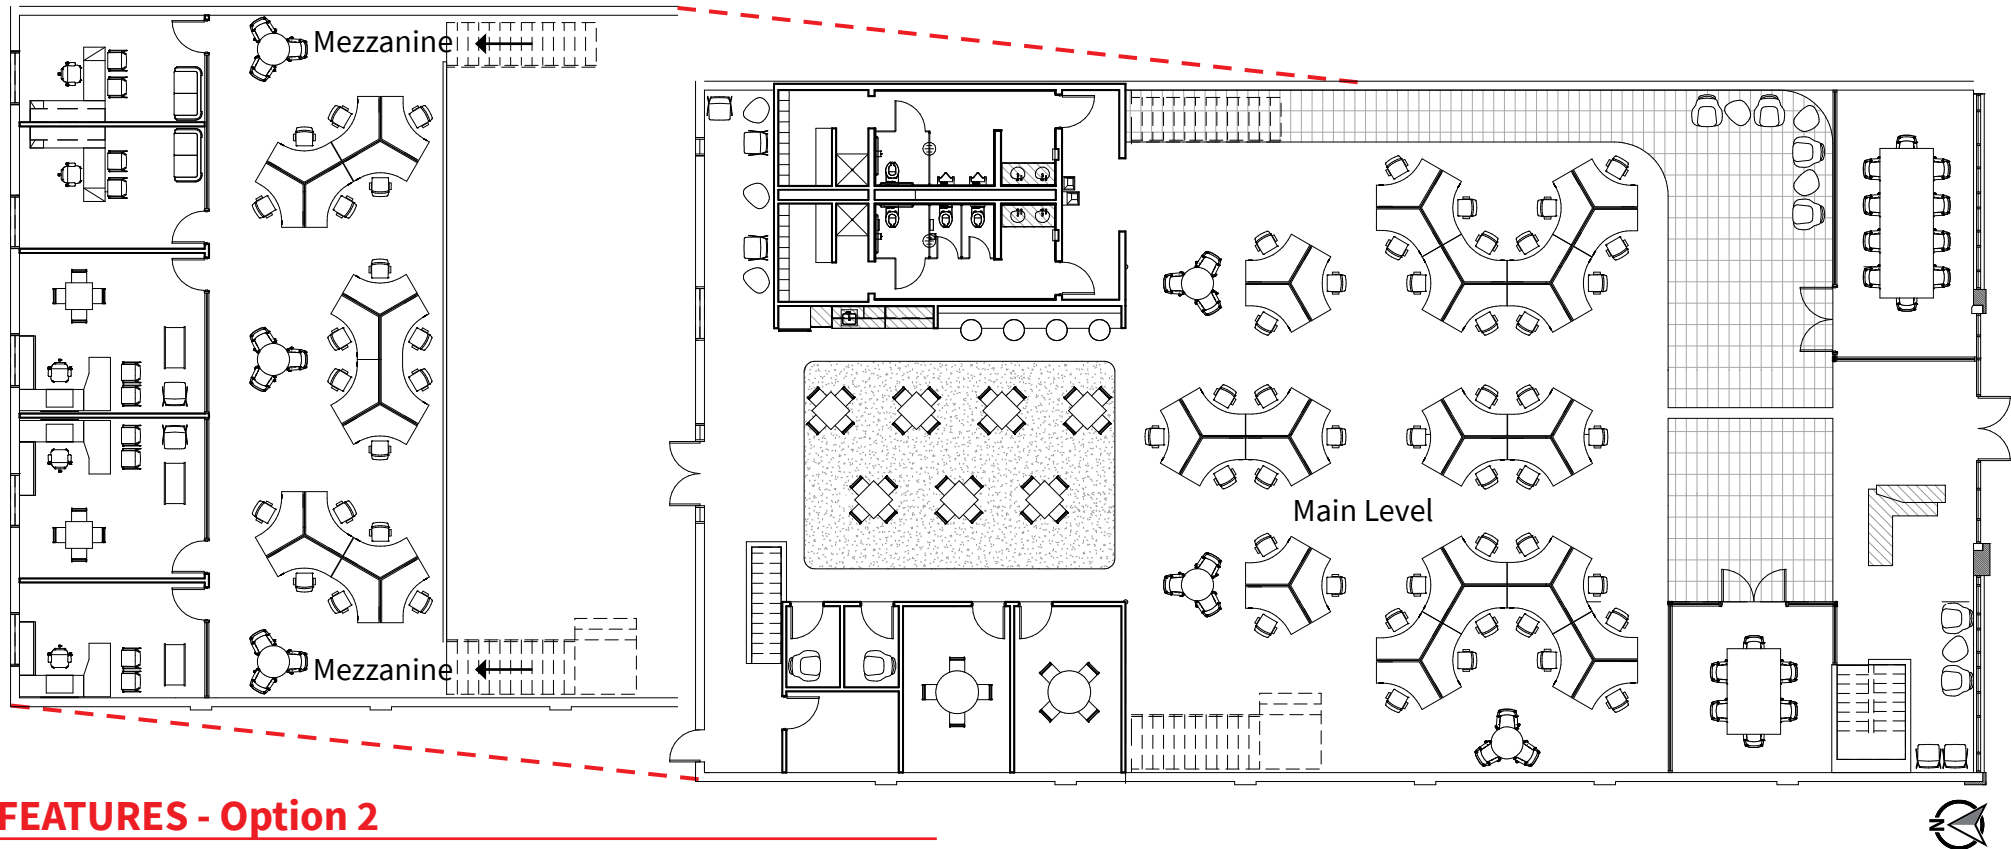 Mezzanine
Main Level
Mezzanine
FEATURES - Option 2
N